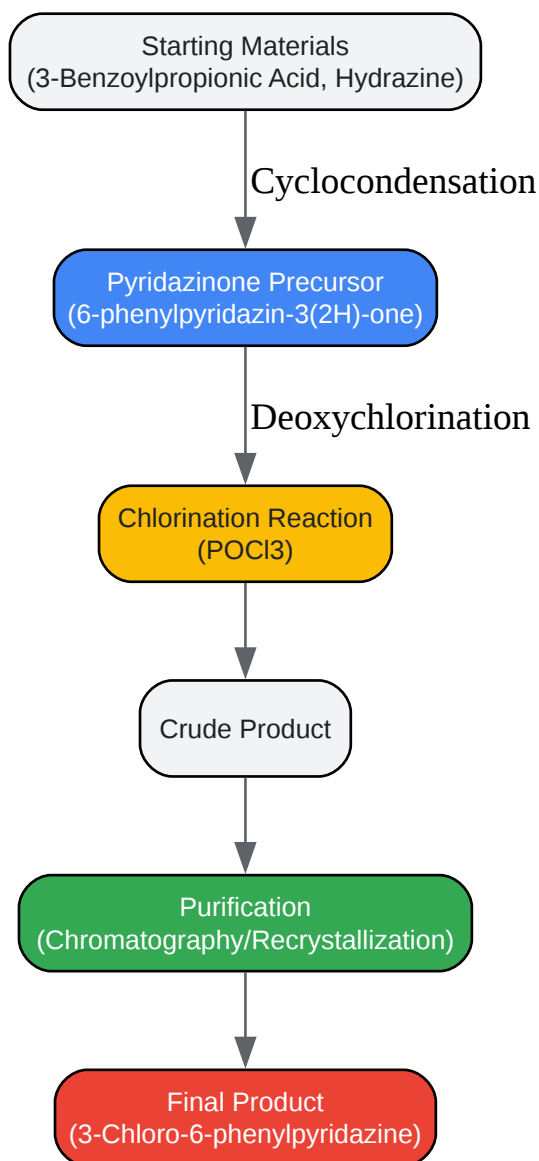 Starting Materials
(3-Benzoylpropionic Acid, Hydrazine)
Cyclocondensation
Pyridazinone Precursor
(6-phenylpyridazin-3(2H)-one)
Deoxychlorination
Chlorination Reaction
(POCl3)
Crude Product
Purification
(Chromatography/Recrystallization)
Final Product
(3-Chloro-6-phenylpyridazine)